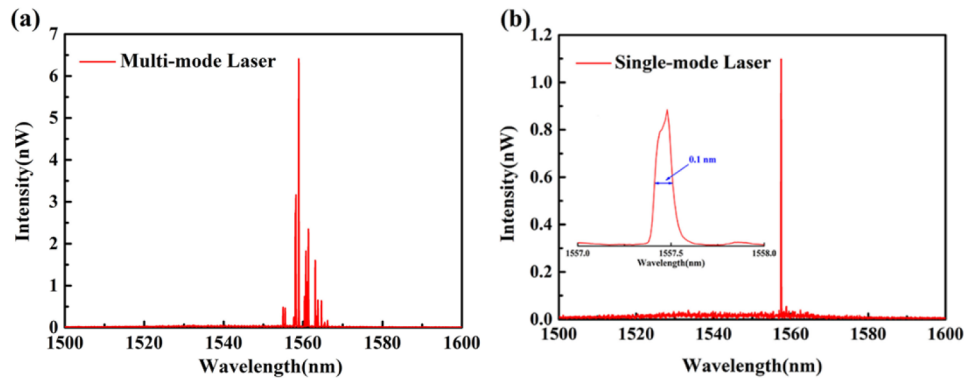 (a)
7
6
5
4
3
2
1
0
Intensity(nW)
Multi-mode Laser
1500 1520 1540 1560 1580 1600
Wavelength(nm)
(b)
1.2
1.0
0.8
0.6
0.4
0.2
0.0
Intensity(nW)
Single-mode Laser
0.1 nm
1557.0 1557.5 1558.0
Wavelength(nm)
1500 1520 1540 1560 1580 1600
Wavelength(nm)